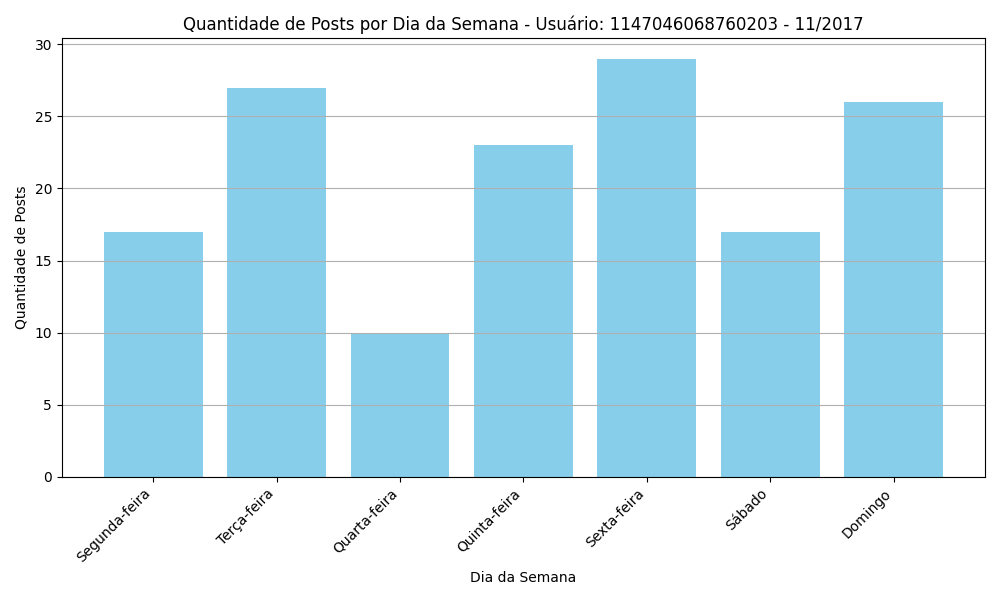 Quantidade de Posts por Dia da Semana - Usuário: 1147046068760203 - 11/2017
Quantidade de Posts
30
25
20
15
10
5
0
Segunda-feira
Terça-feira
Quarta-feira
Quinta-feira
Sexta-feira
Sábado
Domingo
Dia da Semana